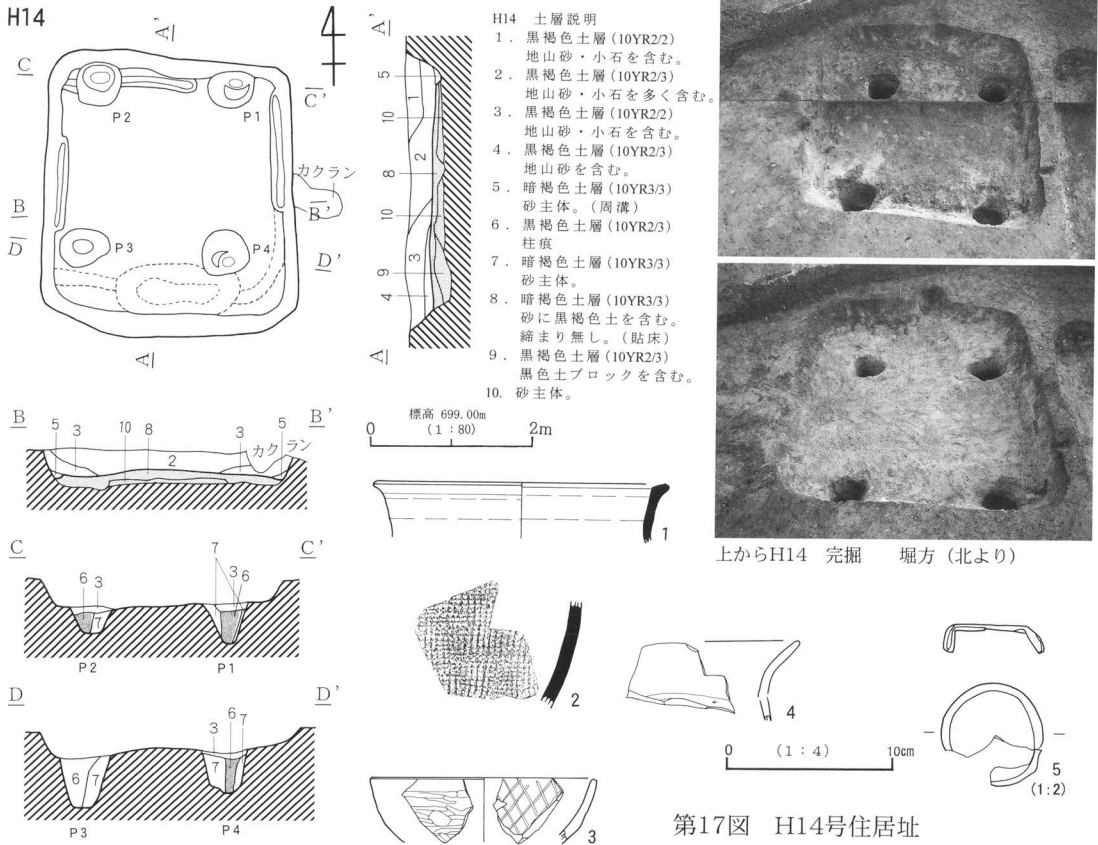 H14
A'
C
C'
P2
P1
カクラン
B
B'
D
D'
P3
P4
A
A'
5
1
10
2
8
10
3
9
4
A
H14 土層説明
1. 黒褐色土層(10YR2/2)
地山砂・小石を含む。
2. 黒褐色土層(10YR2/3)
地山砂・小石を多く含む。
3. 黒褐色土層(10YR2/2)
地山砂・小石を含む。
4. 黒褐色土層(10YR2/3)
地山砂を含む。
5. 暗褐色土層(10YR3/3)
砂主体。(周溝)
6. 黒褐色土層(10YR2/3)
柱痕
7. 暗褐色土層(10YR3/3)
砂主体。
8. 暗褐色土層(10YR3/3)
砂に黒褐色土を含む。
締まり無し。(貼床)
9. 黒褐色土層(10YR2/3)
黒色土ブロックを含む。
10. 砂主体。
標高 699.00m
(1:80)
0 2m
B B'
5 3 10 8 2 3 カクラン 5
C C'
6 3 7 7 3 6
P2 P1
D D'
6 7 3 7 6 7
P3 P4
1
2
3
4
5
(1:2)
0 (1:4) 10cm
上からH14 完掘 堀方(北より)
第17図 H14号住居址